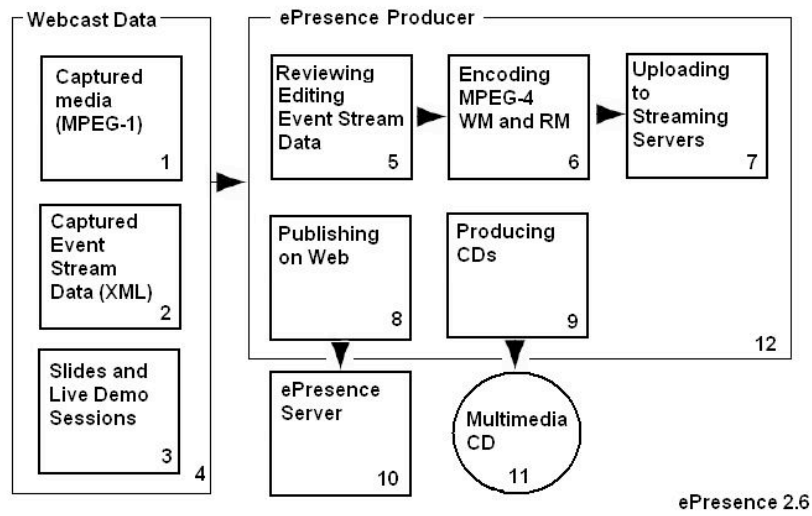 Webcast Data
Captured
media
(MPEG-1)
1
Captured
Event
Stream
Data (XML)
2
Slides and
Live Demo
Sessions
3
4
ePresence Producer
Reviewing
Editing
Event Stream
Data
5
Encoding
MPEG-4
WM and RM
6
Uploading
to
Streaming
Servers
7
Publishing
on Web
8
Producing
CDs
9
12
ePresence
Server
10
Multimedia
CD
11
ePresence 2.6